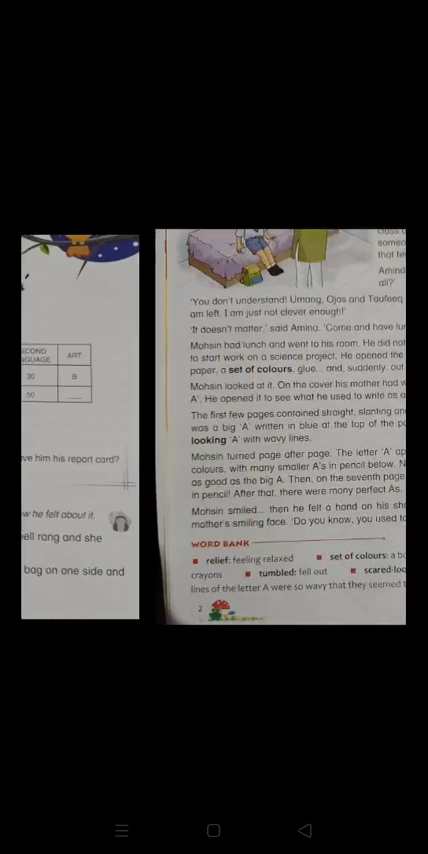 SECOND
LANGUAGE
ART
30
B
50
ve him his report card?
w he felt about it.
ell rang and she
bag on one side and
class
someo
that te
Amina
all?'
'You don't understand! Umang, Ojas and Taufeeq
am left. I am just not clever enough!'
'It doesn't matter,' said Amina. 'Come and have lun
Mohsin had lunch and went to his room. He did not
to start work on a science project. He opened the
paper, a set of colours, glue... and, suddenly, out
Mohsin looked at it. On the cover his mother had w
A'. He opened it to see what he used to write as a
The first few pages contained straight, slanting an
was a big 'A' written in blue at the top of the pa
looking 'A' with wavy lines.
Mohsin turned page after page. The letter 'A' ap
colours, with many smaller A's in pencil below. N
as good as the big A. Then, on the seventh page
in pencil! After that, there were many perfect As.
Mohsin smiled... then he felt a hand on his sho
mother's smiling face. 'Do you know, you used to
WORD BANK
relief: feeling relaxed set of colours: a bo
crayons tumbled: fell out scared-loo
lines of the letter A were so wavy that they seemed t
2